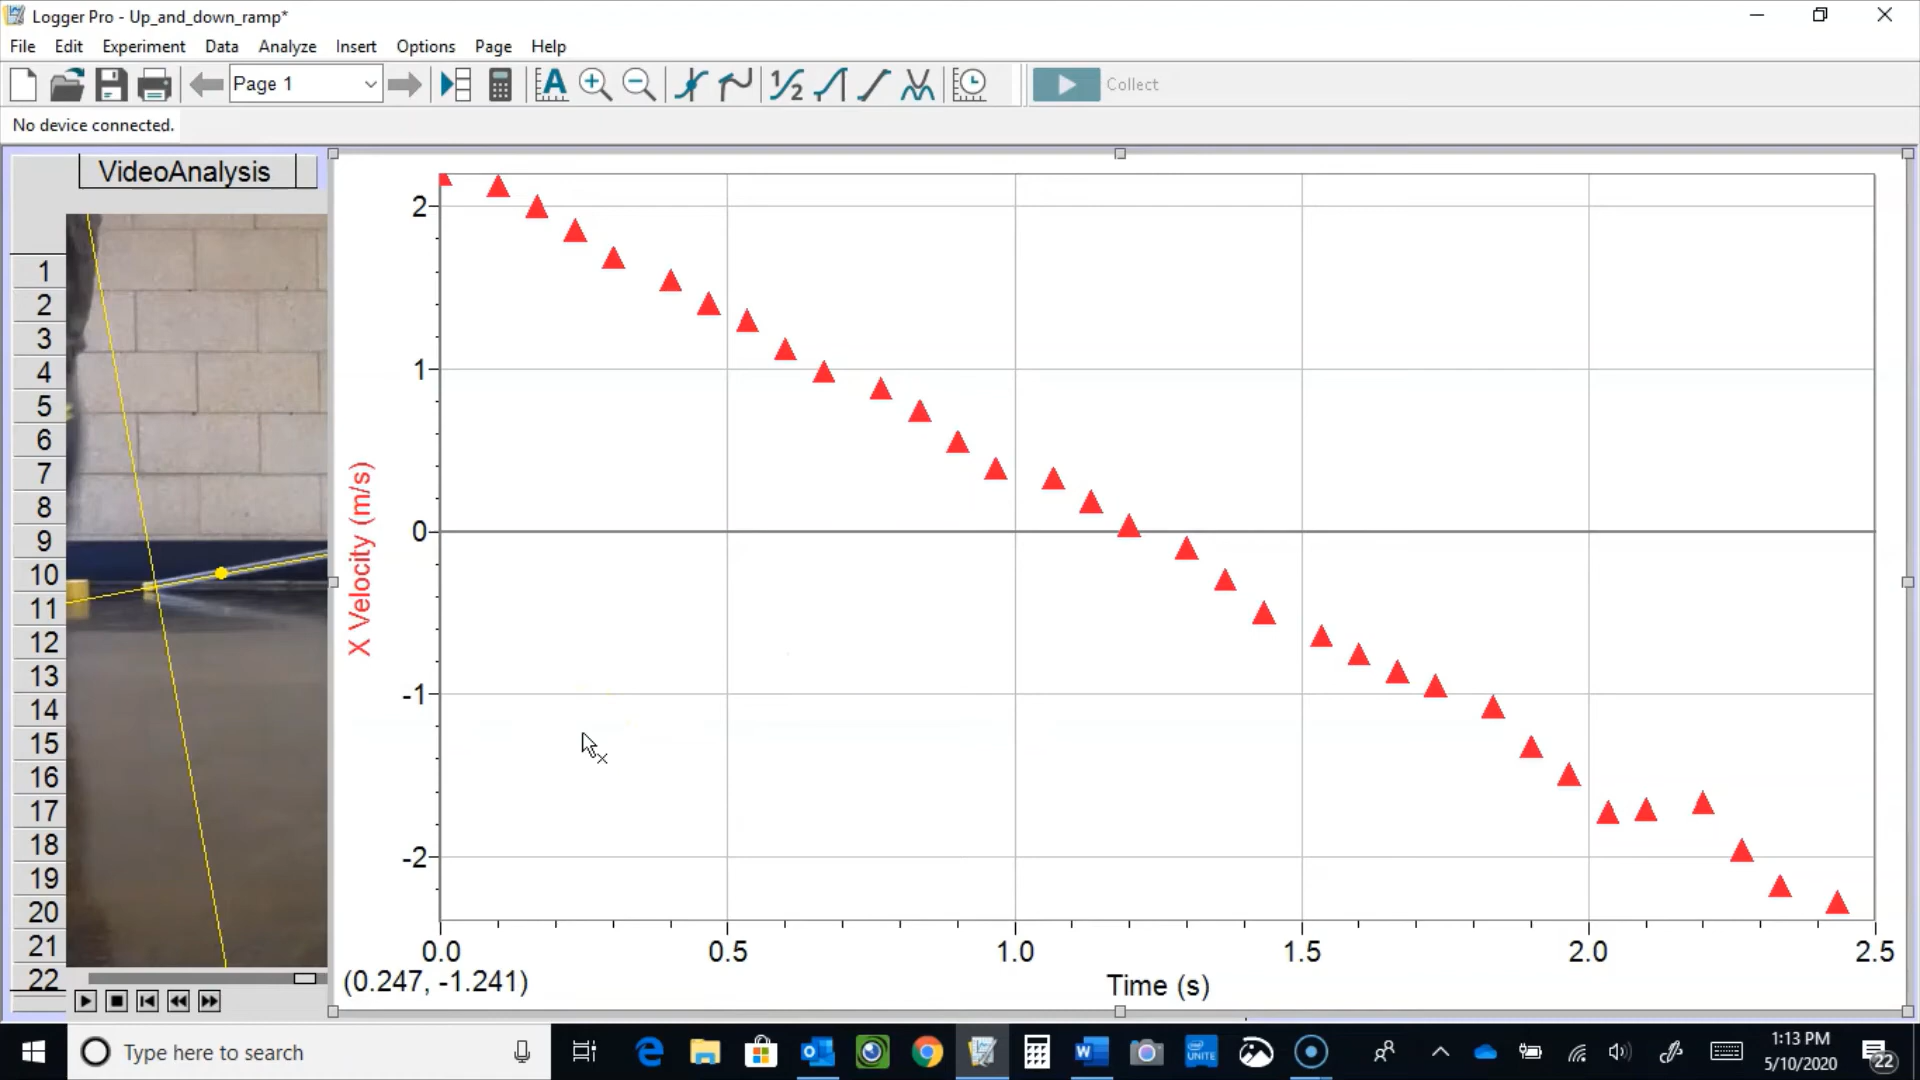 Logger Pro - Up_and_down_ramp*
File Edit Experiment Data Analyze Insert Options Page Help
Page 1
Collect
No device connected.
VideoAnalysis
1
2
3
4
5
6
7
8
9
10
11
12
13
14
15
16
17
18
19
20
21
22
X Velocity (m/s)
2
1
0
-1
-2
0.0 0.5 1.0 1.5 2.0 2.5
(0.247, -1.241)
Time (s)
Type here to search
1:13 PM
5/10/2020
22